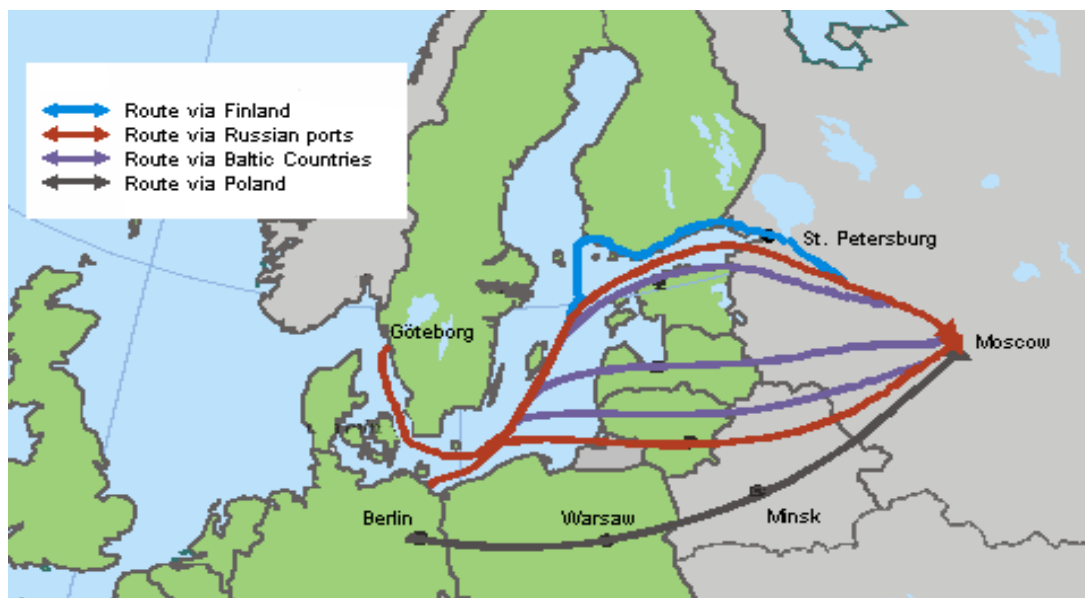 Route via Finland
Route via Russian ports
Route via Baltic Countries
Route via Poland
St. Petersburg
Göteborg
Moscow
Berlin
Warsaw
Minsk